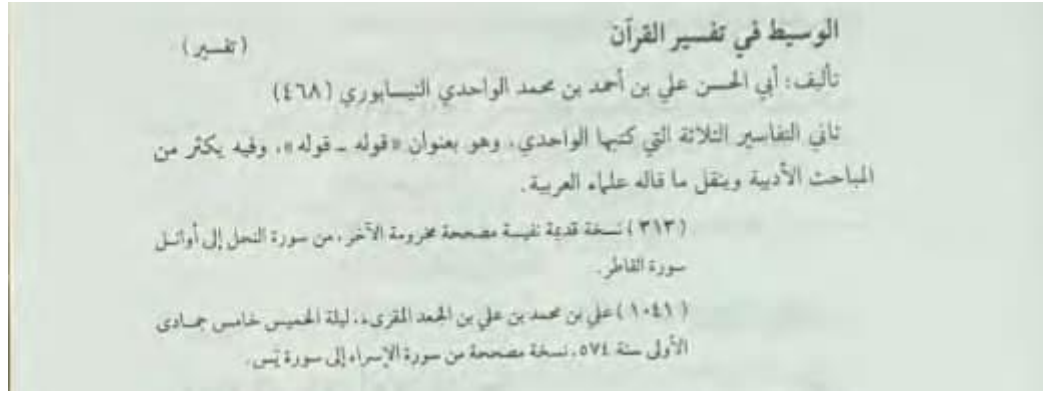 الوسيط في تفسير القرآن (تفسير)
تأليف: أبي الحسن علي بن أحمد بن محمد الواحدي النيسابوري (٤٦٨)
ثاني التفاسير الثلاثة التي كتبها الواحدي، وهو بعنوان «قوله ـ قوله»، وفيه يكثر من
المباحث الأدبية وينقل ما قاله علماء العربية.
(٣١٣) نسخة قديمة نفيسة مصححة مخرومة الآخر، من سورة النحل إلى أوائل
سورة الفاطر.
(١٠٤١) علي بن محمد بن علي بن الجعد المقرىء، ليلة الخميس خامس جمادى
الأولى سنة ٥٧٤، نسخة مصححة من سورة الإسراء إلى سورة يٓس.